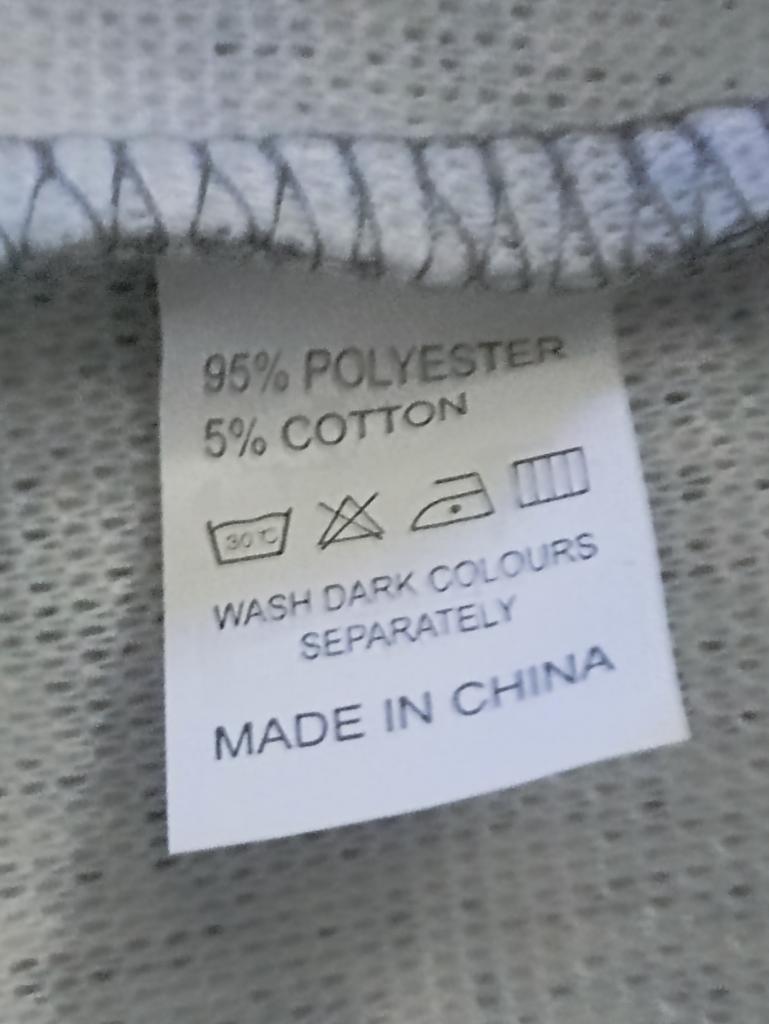 95% POLYESTER
5% COTTON
30℃
WASH DARK COLOURS
SEPARATELY
MADE IN CHINA